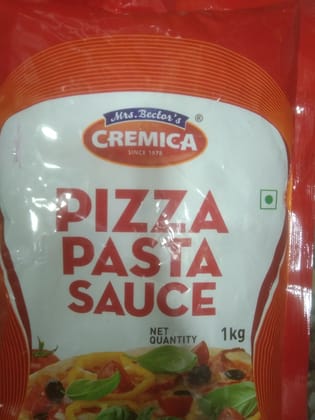 Mrs. Bector's
®
CREMICA
SINCE 1978
PIZZA
PASTA
SAUCE
NET
QUANTITY 1kg